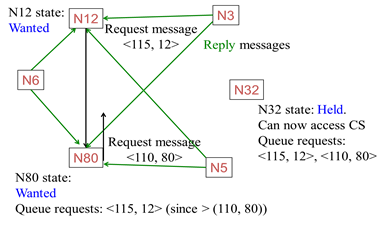 N12 state:
Wanted
N12
N3
Request message
<115, 12>
Reply messages
N6
N32
N32 state: Held.
Can now access CS
Queue requests:
<115, 12>, <110, 80>
Request message
<110, 80>
N80
N5
N80 state:
Wanted
Queue requests: <115, 12> (since > (110, 80))